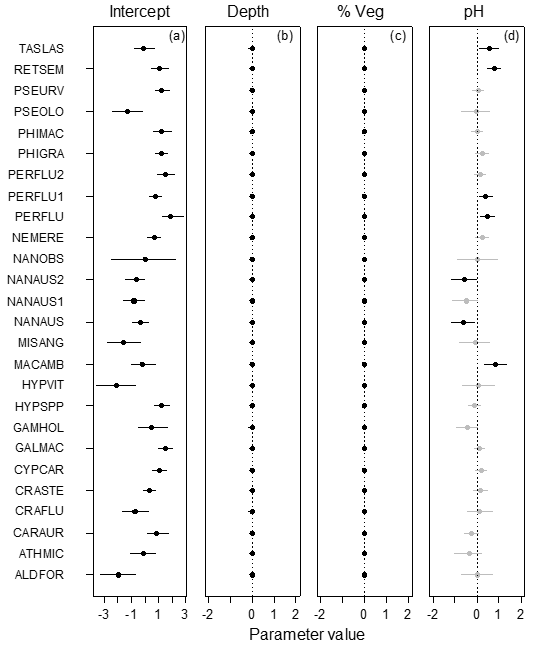 Intercept Depth % Veg pH
(a) (b) (c) (d)
TASLAS
RETSEM
PSEURV
PSEOLO
PHIMAC
PHIGRA
PERFLU2
PERFLU1
PERFLU
NEMERE
NANOBS
NANAUS2
NANAUS1
NANAUS
MISANG
MACAMB
HYPVIT
HYPSPP
GAMHOL
GALMAC
CYPCAR
CRASTE
CRAFLU
CARAUR
ATHMIC
ALDFOR
-3 -1 1 3 -2 0 1 2 -2 0 1 2 -2 0 1 2
Parameter value